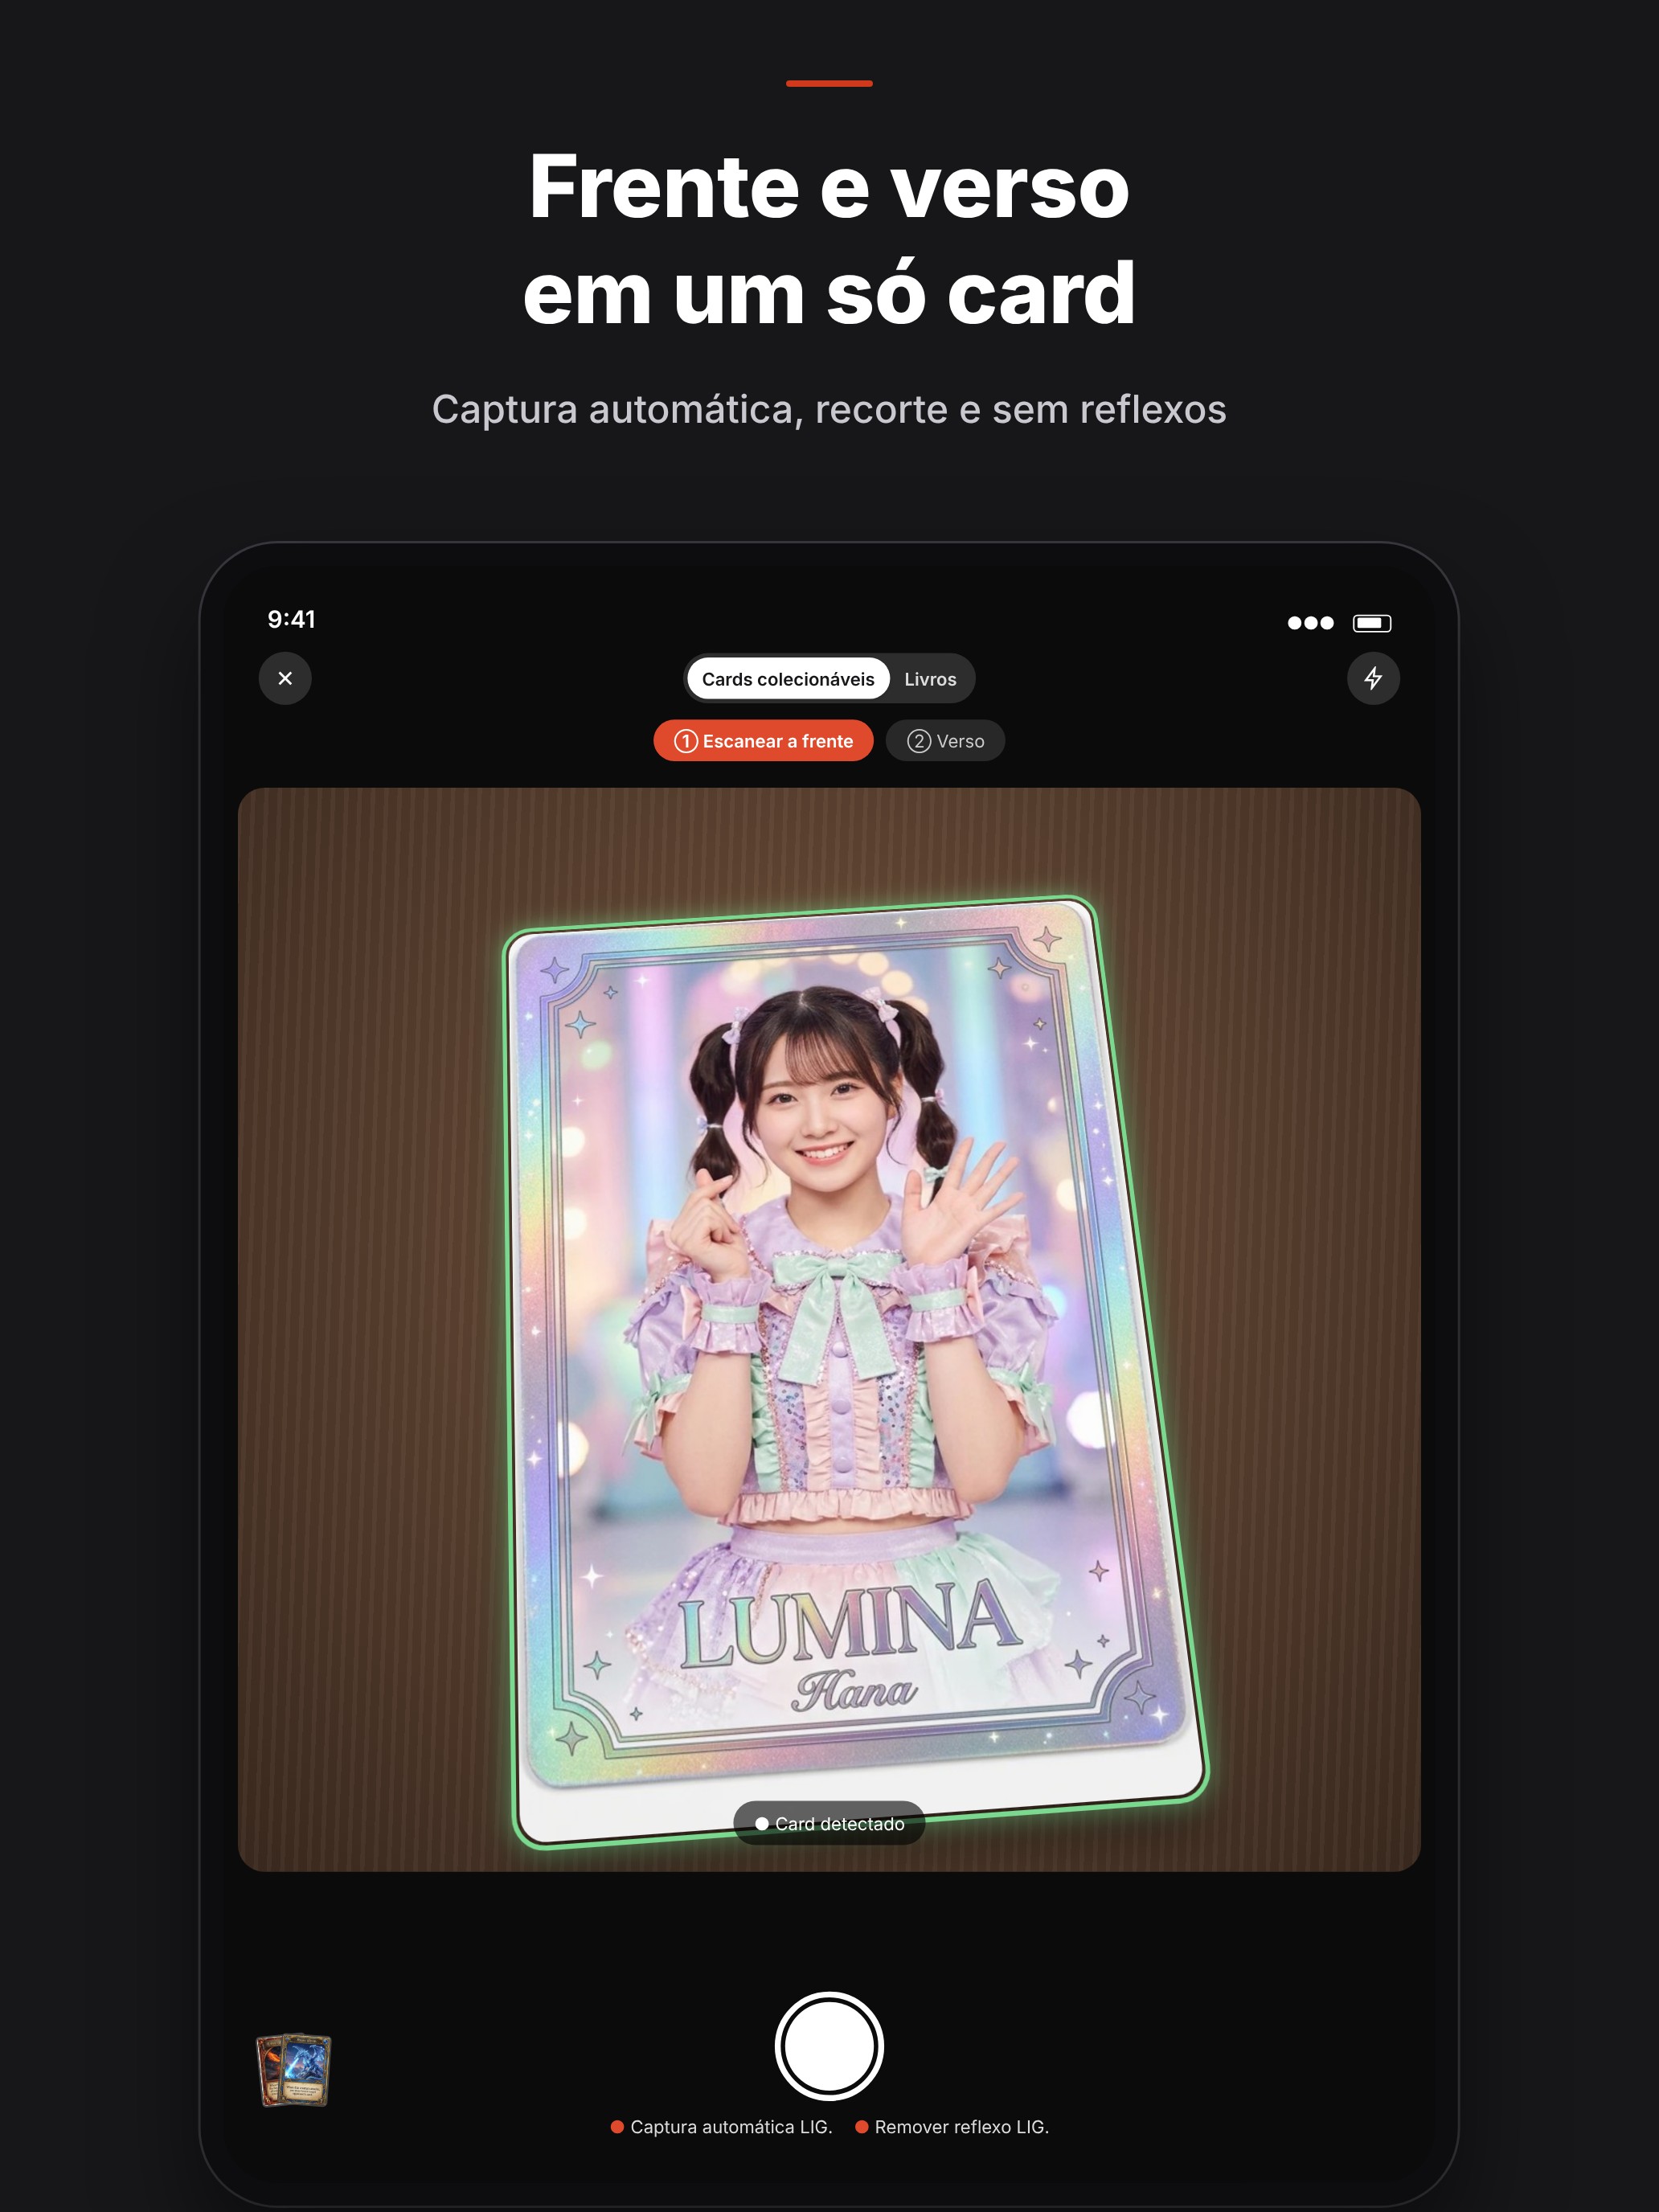 Frente e verso
em um só card
Captura automática, recorte e sem reflexos
9:41
Cards colecionáveis Livros
① Escanear a frente ② Verso
LUMINA
Hana
Card detectado
Captura automática LIG. Remover reflexo LIG.